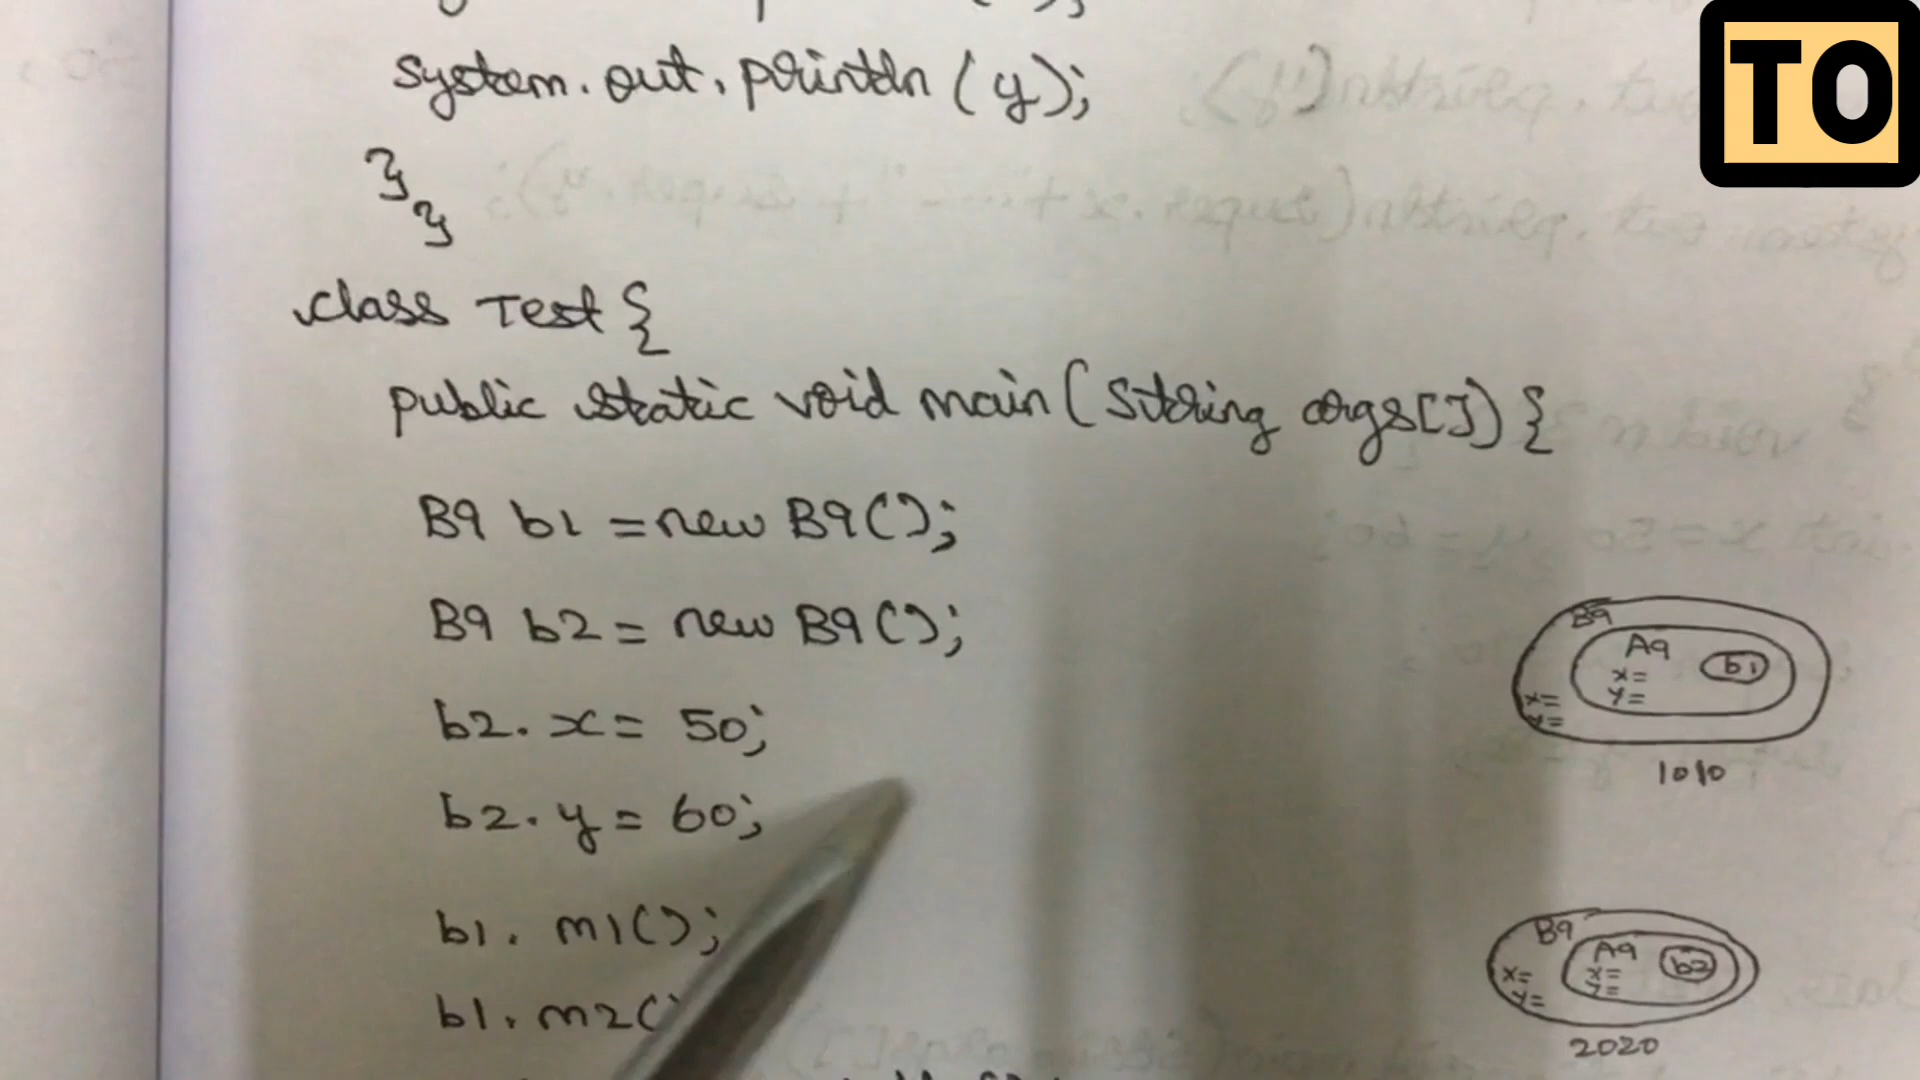 TO
system.out.println(y);
}
}
class Test {
public static void main(String args[]) {
B9 b1 = new B9();
B9 b2 = new B9();
b2.x = 50;
b2.y = 60;
b1.m1();
b1.m2(
B9
A9
b1
x=
y=
x=
y=
1010
B9
A9
b2
x=
y=
x=
y=
2020